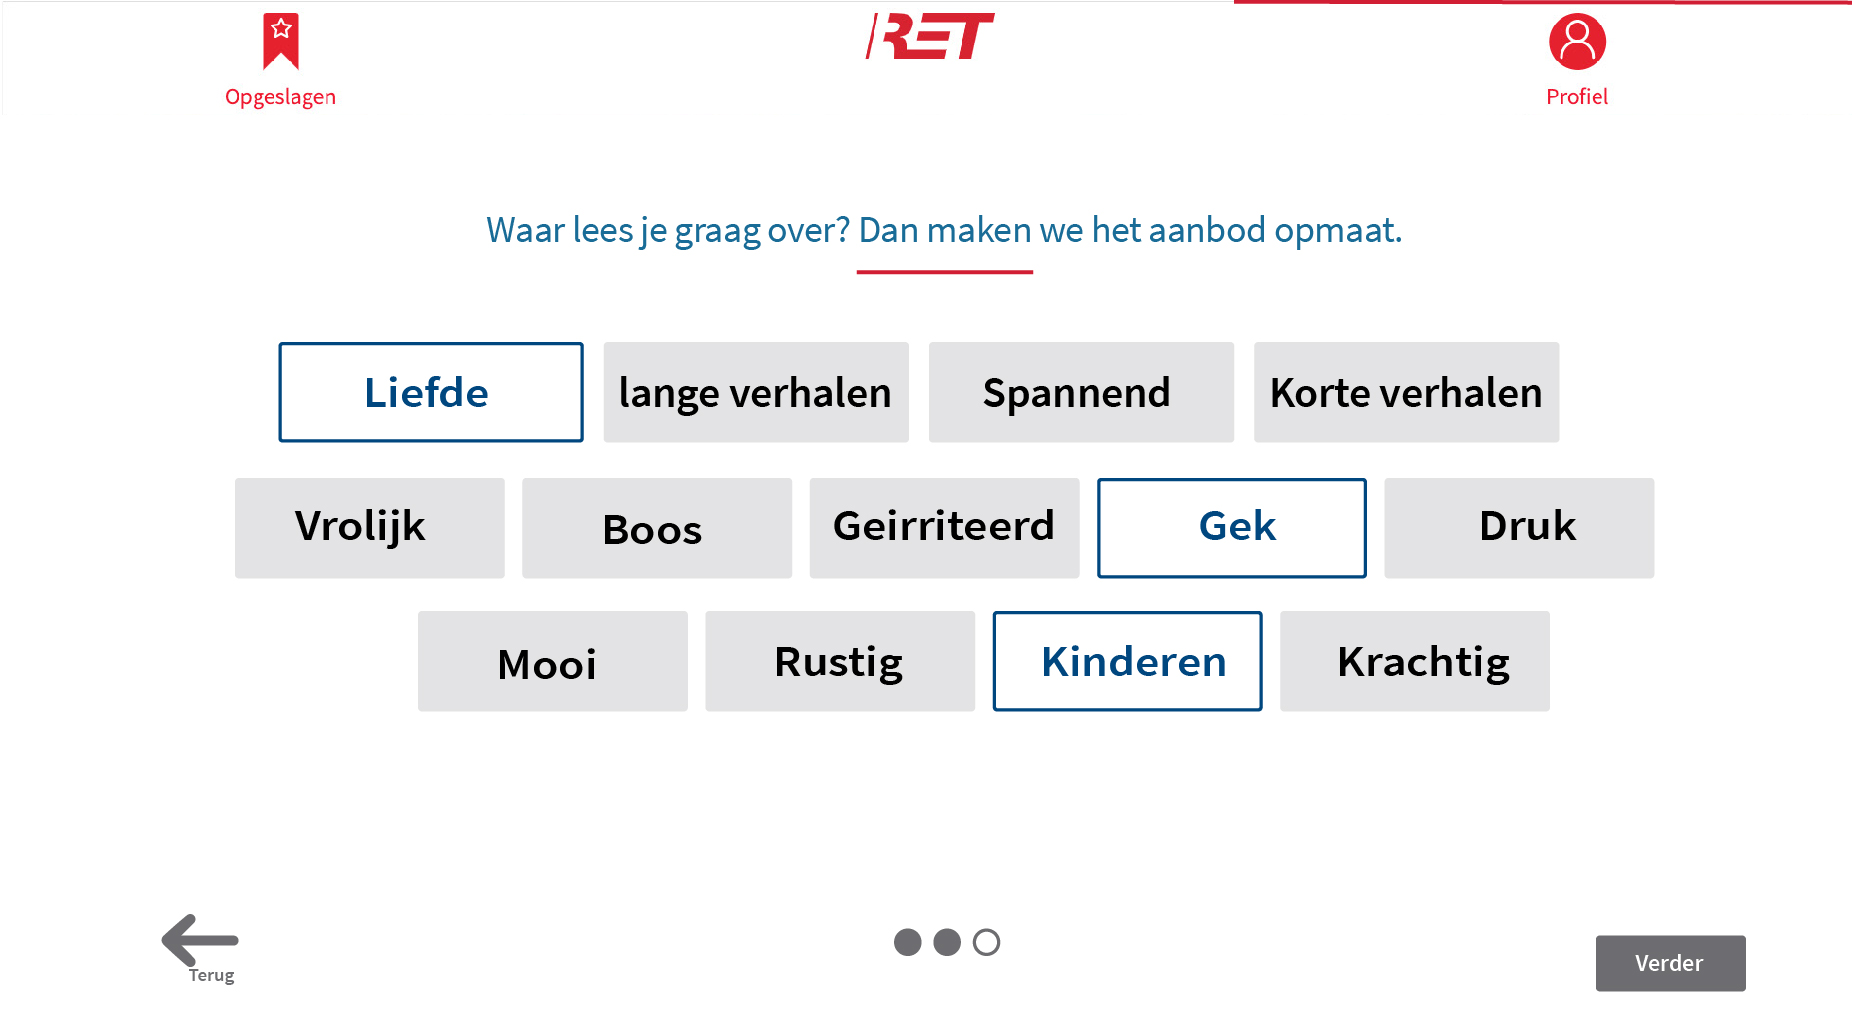 RET
Opgeslagen
Profiel
Waar lees je graag over? Dan maken we het aanbod opmaat.
Liefde
lange verhalen
Spannend
Korte verhalen
Vrolijk
Boos
Geirriteerd
Gek
Druk
Mooi
Rustig
Kinderen
Krachtig
Terug
Verder